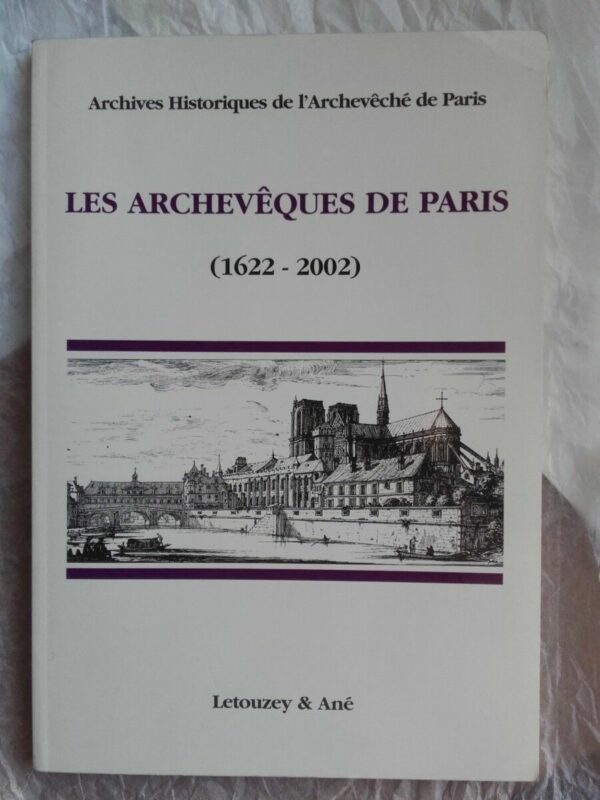 Archives Historiques de l'Archevêché de Paris
LES ARCHEVÊQUES DE PARIS
(1622 - 2002)
Letouzey & Ané